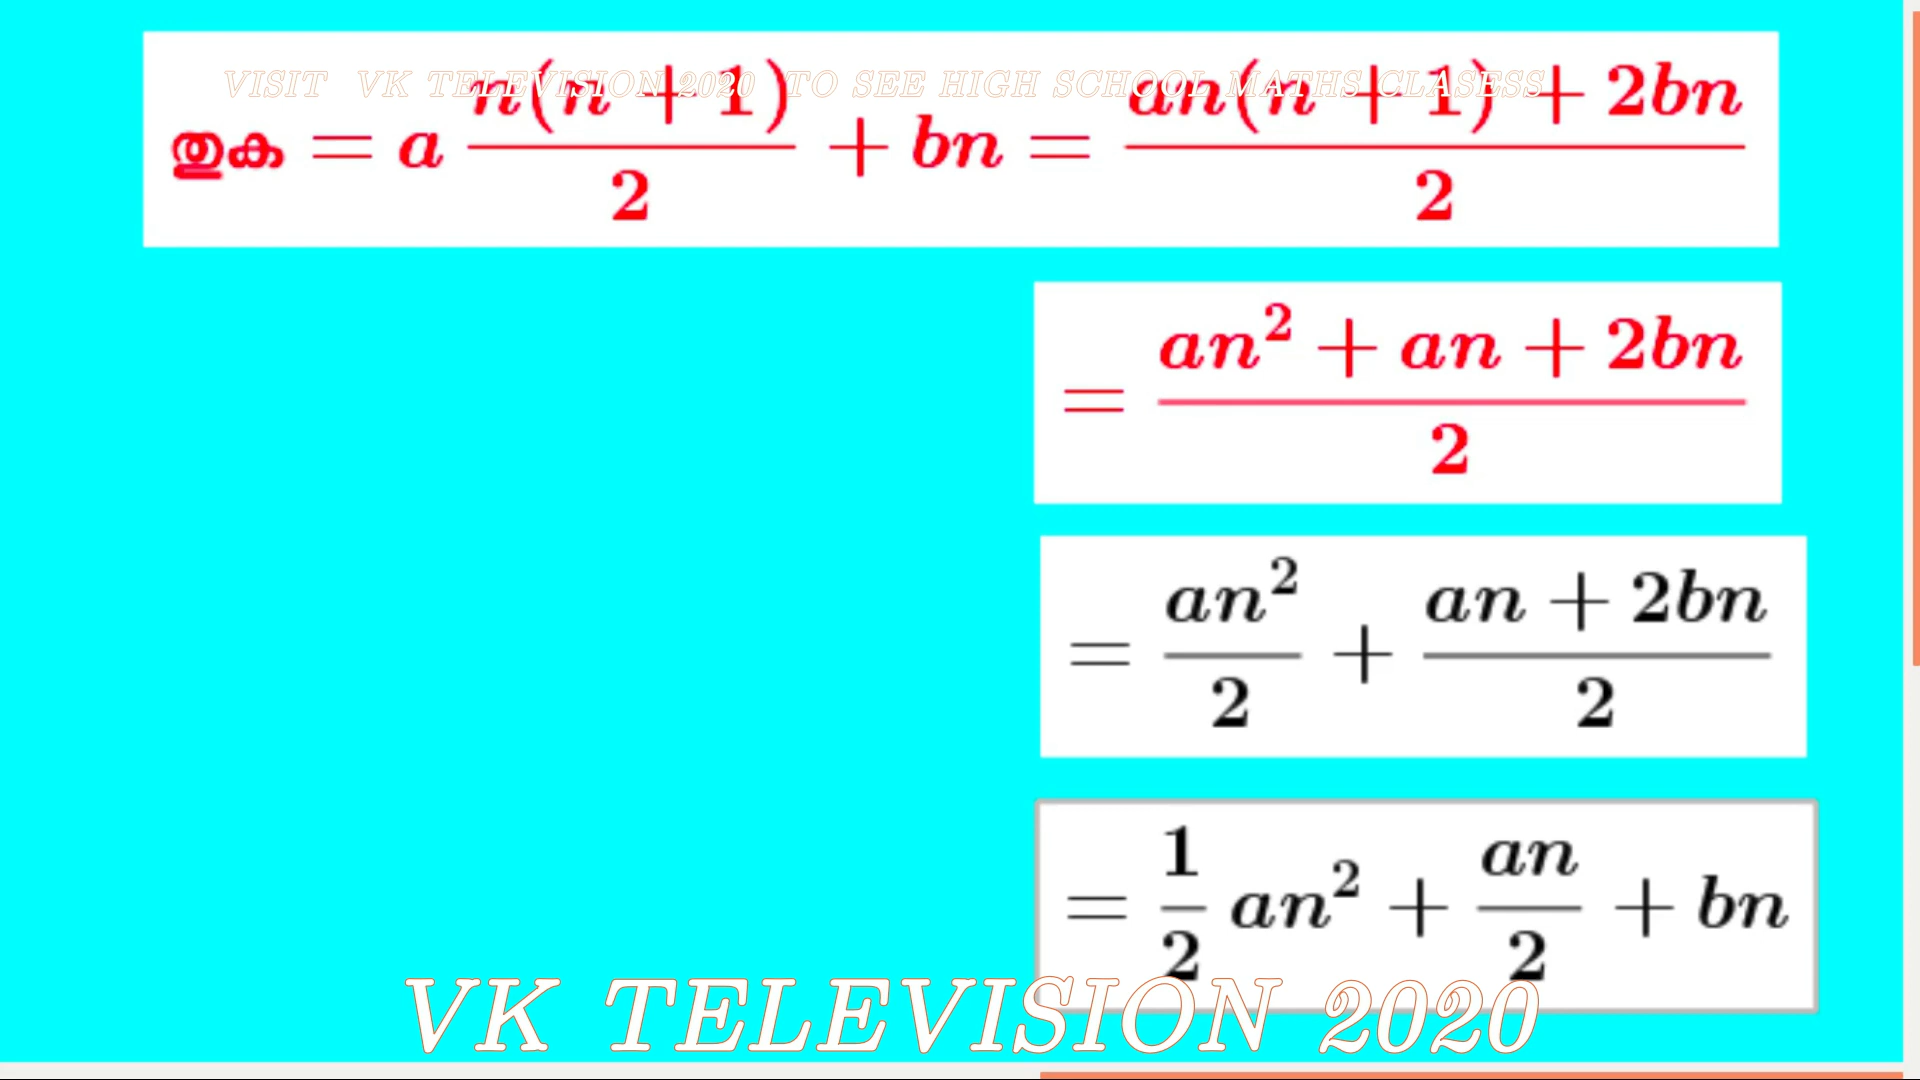 VISIT VK TELEVISION 2020 TO SEE HIGH SCHOOL MATHS CLASESS
തുക = a n(n + 1)/2 + bn = an(n + 1) + 2bn/2
= an² + an + 2bn/2
= an²/2 + an + 2bn/2
= 1/2 an² + an/2 + bn
VK TELEVISION 2020